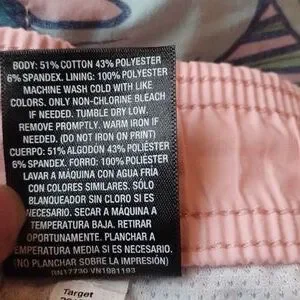 BODY: 51% COTTON 43% POLYESTER
6% SPANDEX. LINING: 100% POLYESTER
MACHINE WASH COLD WITH LIKE
COLORS. ONLY NON-CHLORINE BLEACH
IF NEEDED. TUMBLE DRY LOW.
REMOVE PROMPTLY. WARM IRON IF
NEEDED. (DO NOT IRON ON PRINT)
CUERPO: 51% ALGODÓN 43% POLIÉSTER
6% SPANDEX. FORRO: 100% POLIÉSTER
LAVAR A MÁQUINA CON AGUA FRÍA
CON COLORES SIMILARES. SÓLO
BLANQUEADOR SIN CLORO SI ES
NECESARIO. SECAR A MÁQUINA A
TEMPERATURA BAJA. RETIRAR
OPORTUNAMENTE. PLANCHAR A
TEMPERATURA MEDIA SI ES NECESARIO.
(NO PLANCHAR SOBRE LA IMPRESIÓN)
RN17730 VN1981193
Target